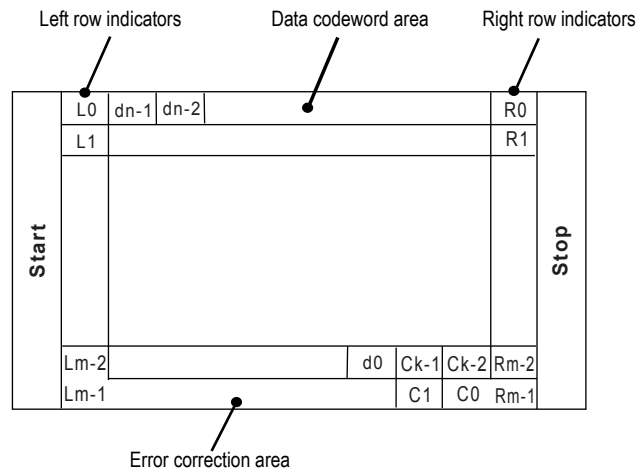 Left row indicators Data codeword area Right row indicators
L0 dn-1 dn-2 R0
L1 R1
Start
Stop
Lm-2 d0 Ck-1 Ck-2 Rm-2
Lm-1 C1 C0 Rm-1
Error correction area